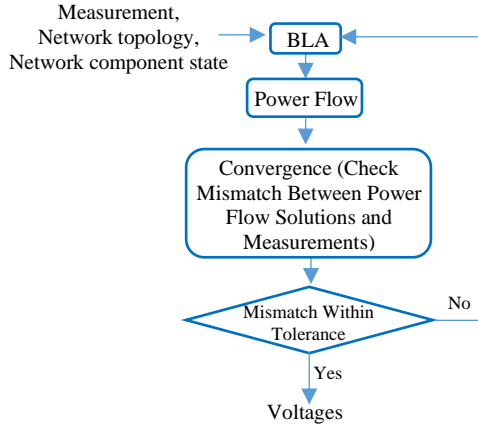 Measurement,
Network topology,
Network component state
BLA
Power Flow
Convergence (Check
Mismatch Between Power
Flow Solutions and
Measurements)
Mismatch Within
Tolerance
No
Yes
Voltages